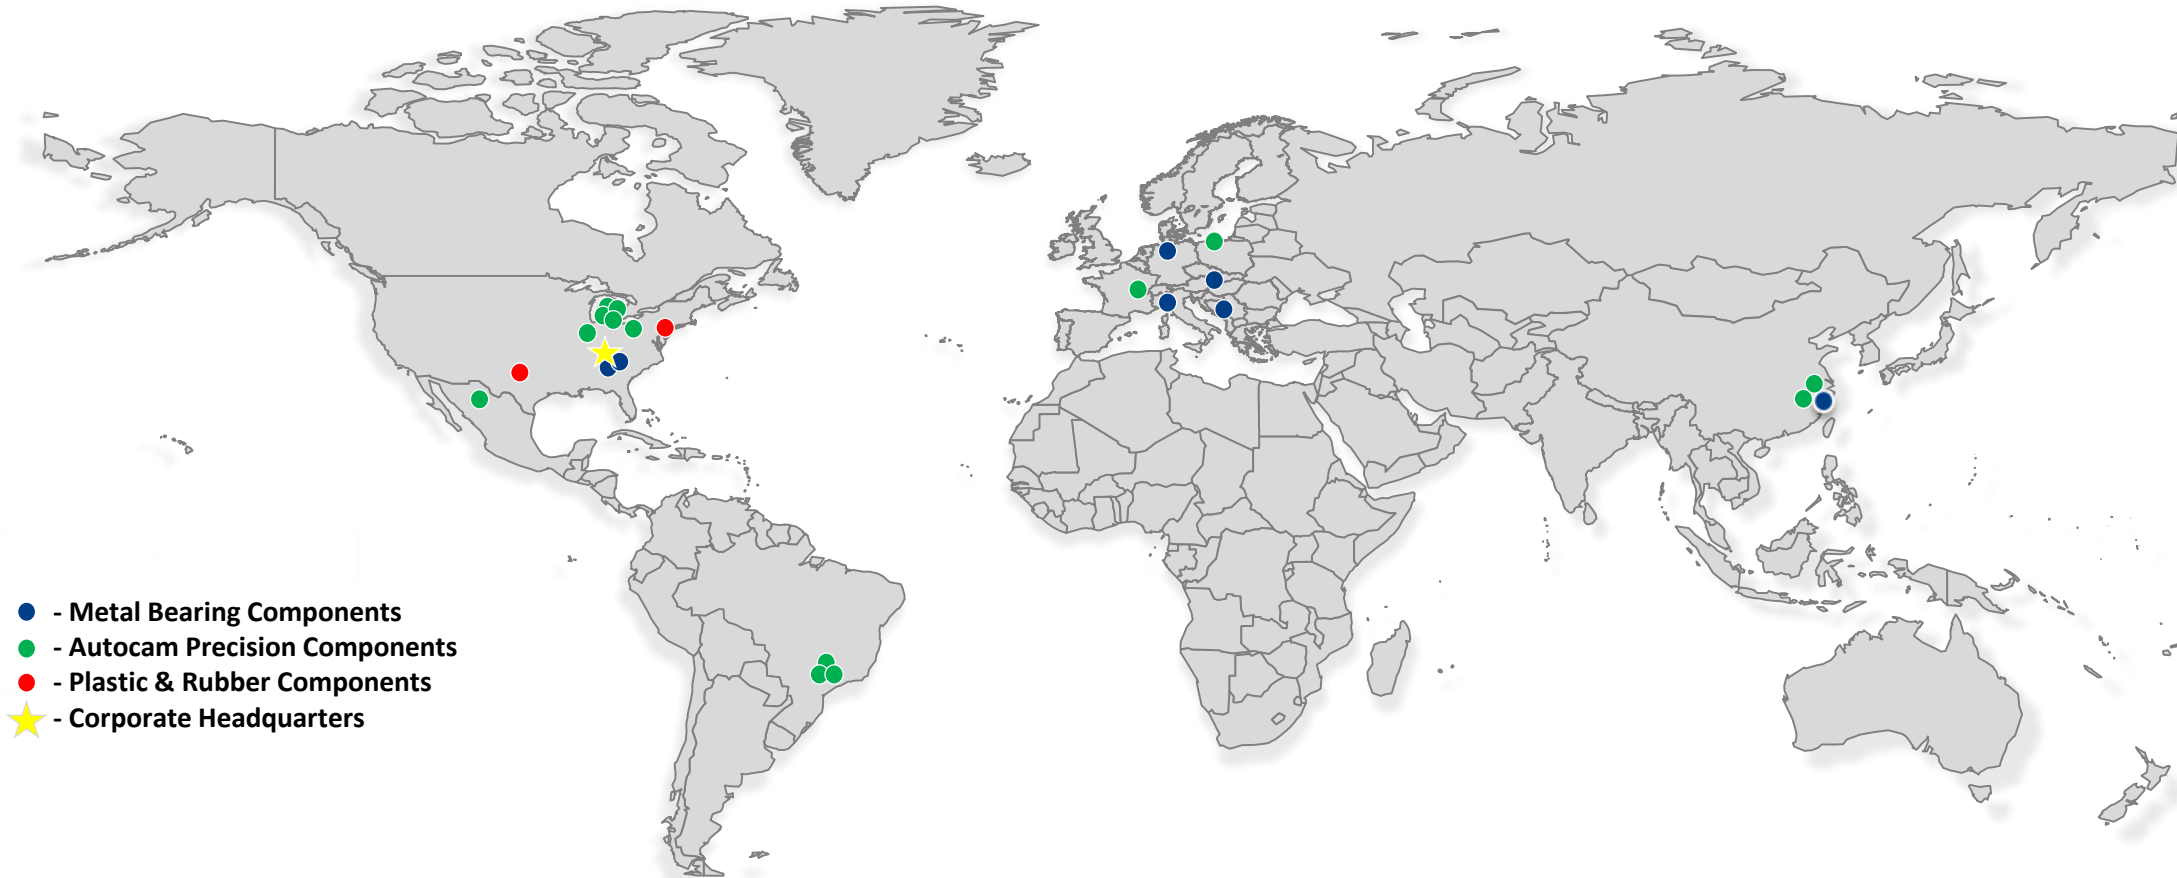 - Metal Bearing Components
- Autocam Precision Components
- Plastic & Rubber Components
- Corporate Headquarters